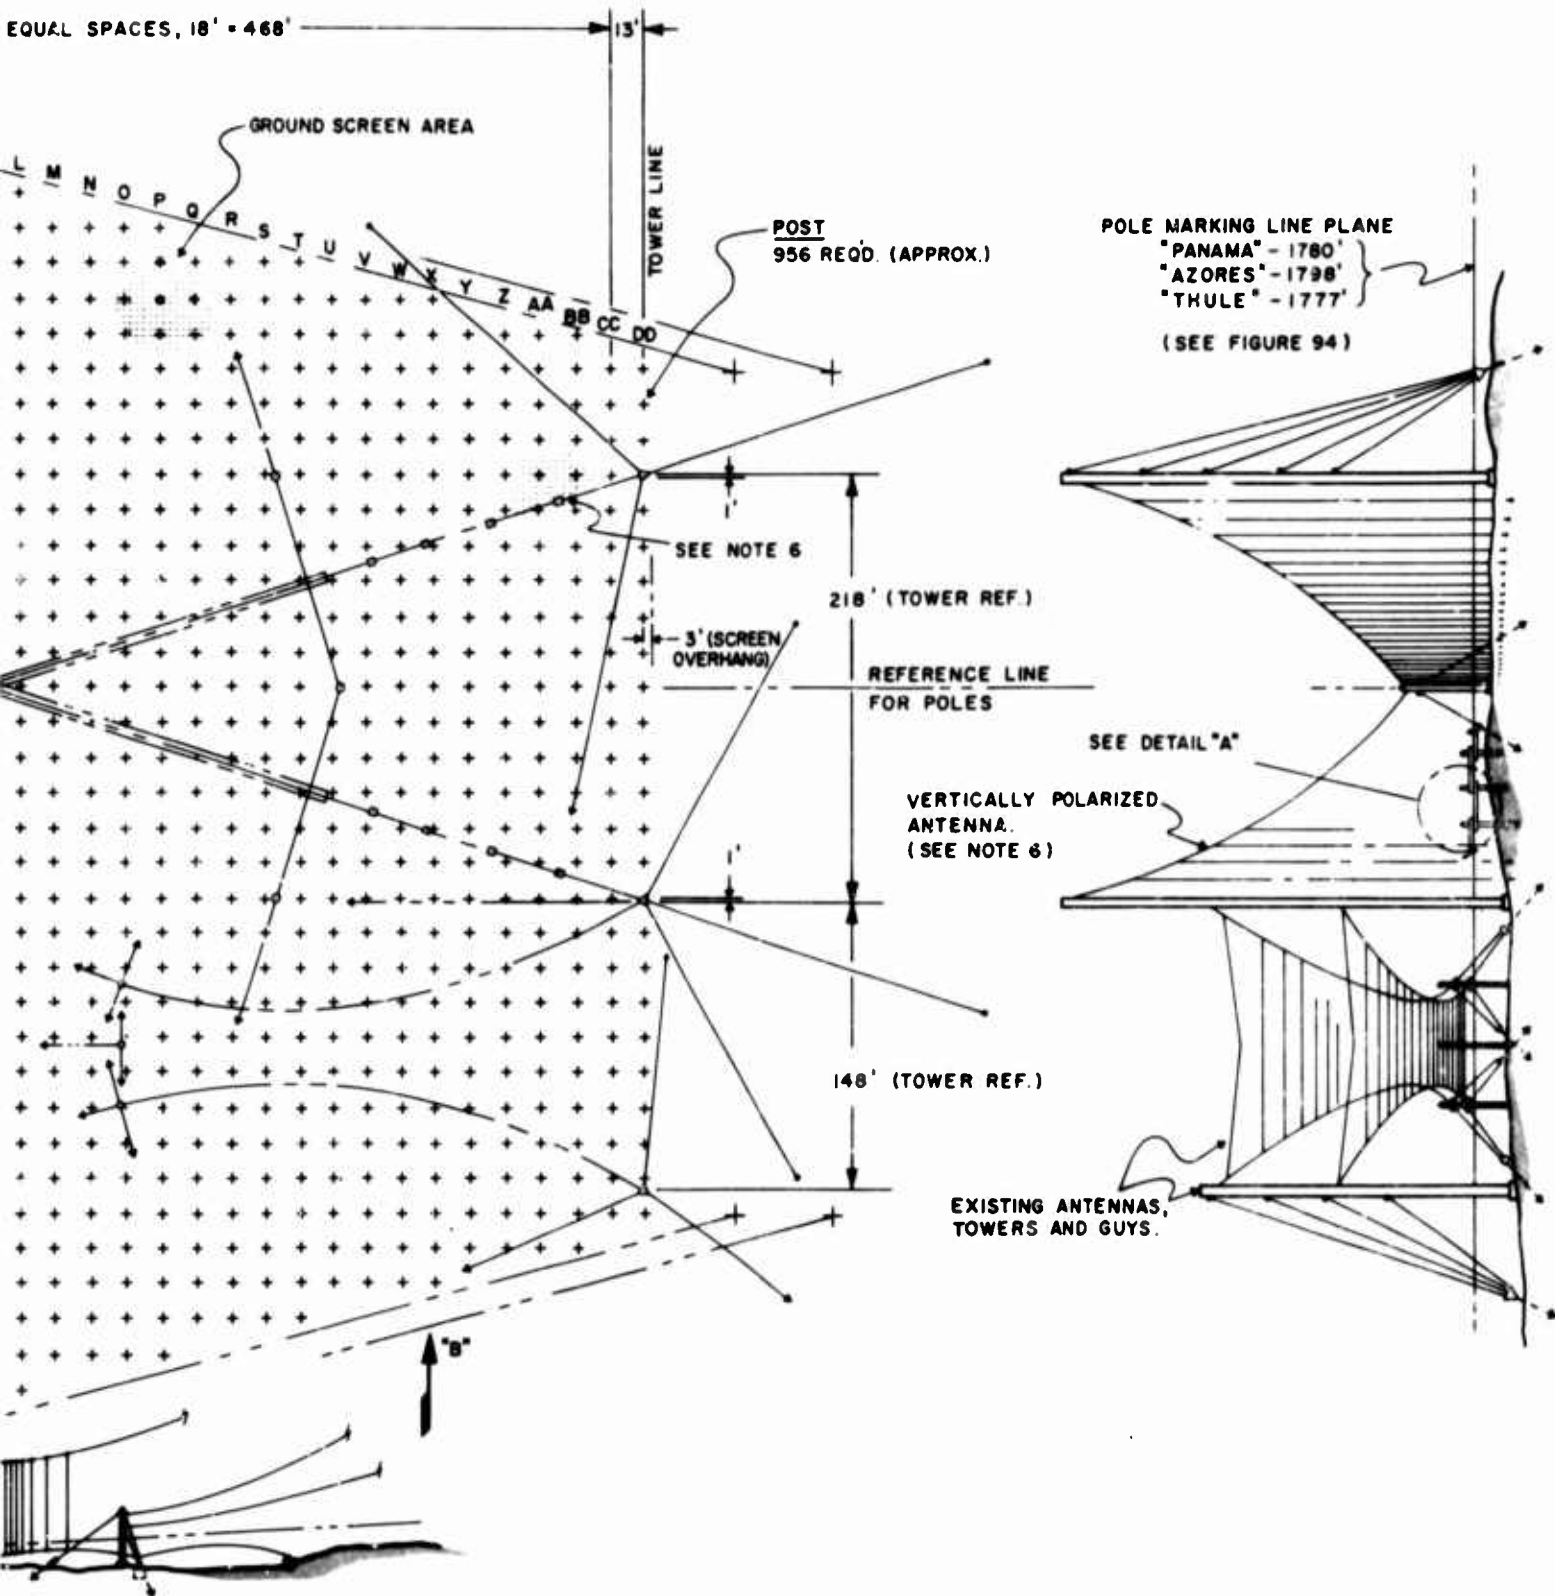 EQUAL SPACES, 18' = 468'
13'
GROUND SCREEN AREA
TOWER LINE
L M N O P Q R S T U V W X Y Z AA BB CC DD
POST
956 REQ'D. (APPROX.)
POLE MARKING LINE PLANE
"PANAMA" - 1780'
"AZORES" - 1798'
"THULE" - 1777'
(SEE FIGURE 94)
1'
SEE NOTE 6
218' (TOWER REF.)
3' (SCREEN
OVERHANG)
REFERENCE LINE
FOR POLES
SEE DETAIL "A"
VERTICALLY POLARIZED
ANTENNA.
(SEE NOTE 6)
1'
148' (TOWER REF.)
EXISTING ANTENNAS,
TOWERS AND GUYS.
"B"